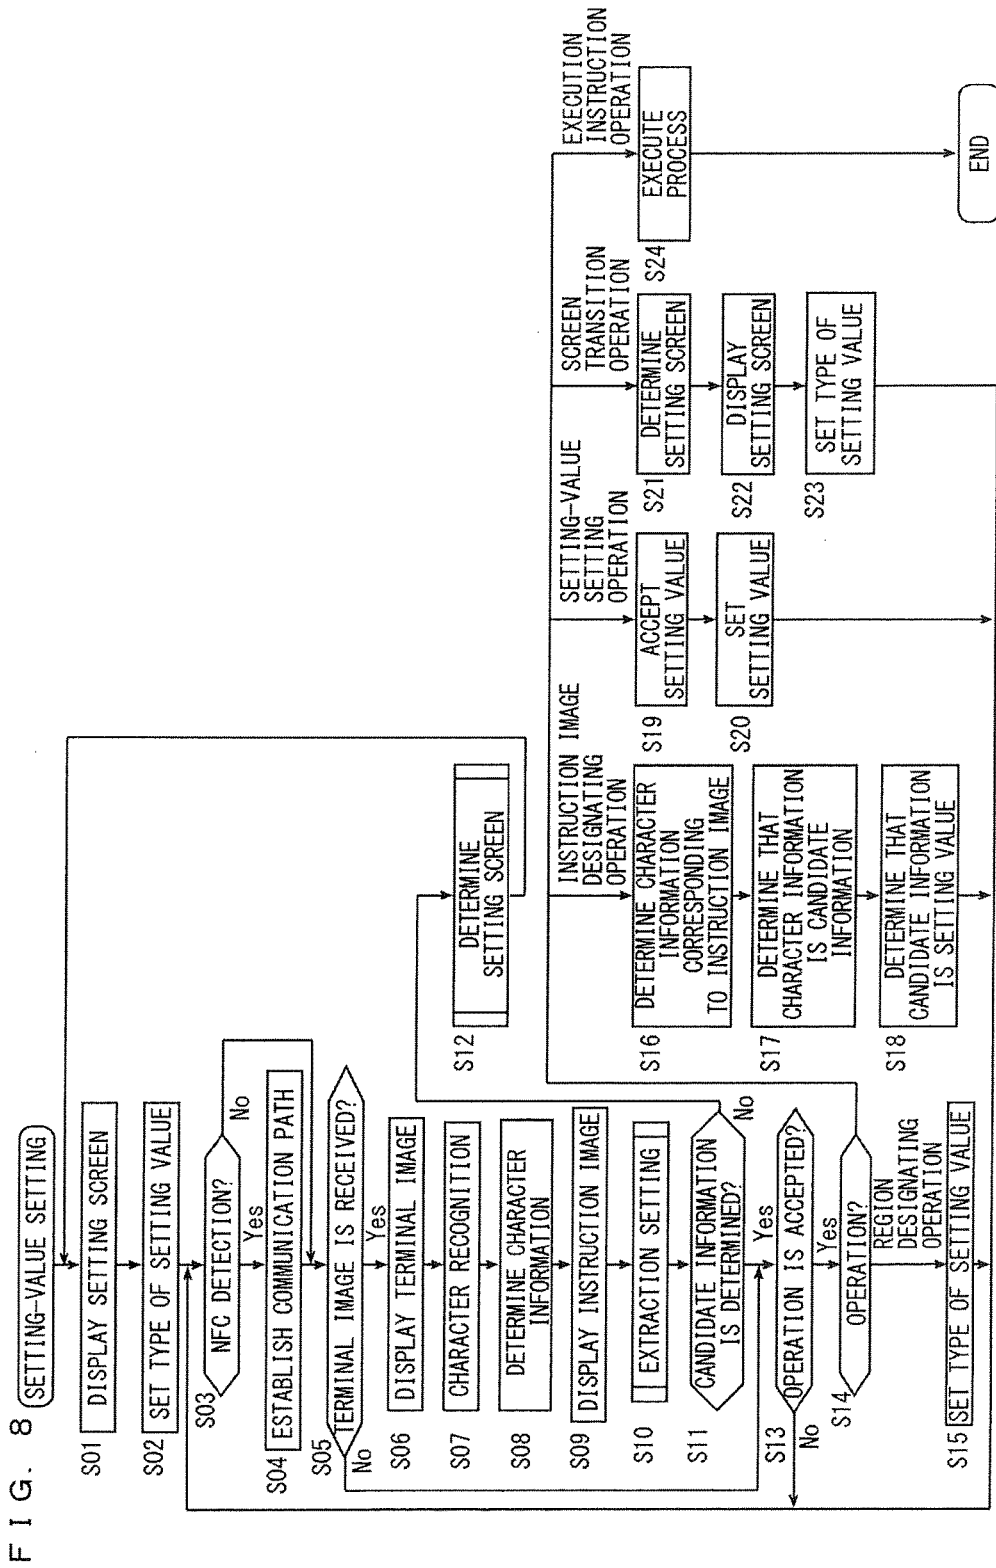 FIG. 8
SETTING-VALUE SETTING
S01
DISPLAY SETTING SCREEN
S02
SET TYPE OF SETTING VALUE
S03
NFC DETECTION?
No
Yes
S04
ESTABLISH COMMUNICATION PATH
S05
TERMINAL IMAGE IS RECEIVED?
No
Yes
S06
DISPLAY TERMINAL IMAGE
S07
CHARACTER RECOGNITION
S08
DETERMINE CHARACTER
INFORMATION
S09
DISPLAY INSTRUCTION IMAGE
S10
EXTRACTION SETTING
S11
CANDIDATE INFORMATION
IS DETERMINED?
No
Yes
S12
DETERMINE
SETTING SCREEN
S13
OPERATION IS ACCEPTED?
No
Yes
S14
OPERATION?
REGION
DESIGNATING
OPERATION
S15
SET TYPE OF SETTING VALUE
INSTRUCTION IMAGE
DESIGNATING
OPERATION
S16
DETERMINE CHARACTER
INFORMATION
CORRESPONDING
TO INSTRUCTION IMAGE
S17
DETERMINE THAT
CHARACTER INFORMATION
IS CANDIDATE
INFORMATION
S18
DETERMINE THAT
CANDIDATE INFORMATION
IS SETTING VALUE
SETTING-VALUE
SETTING
OPERATION
S19
ACCEPT
SETTING VALUE
S20
SET
SETTING VALUE
SCREEN
TRANSITION
OPERATION
S21
DETERMINE
SETTING SCREEN
S22
DISPLAY
SETTING SCREEN
S23
SET TYPE OF
SETTING VALUE
EXECUTION
INSTRUCTION
OPERATION
S24
EXECUTE
PROCESS
END